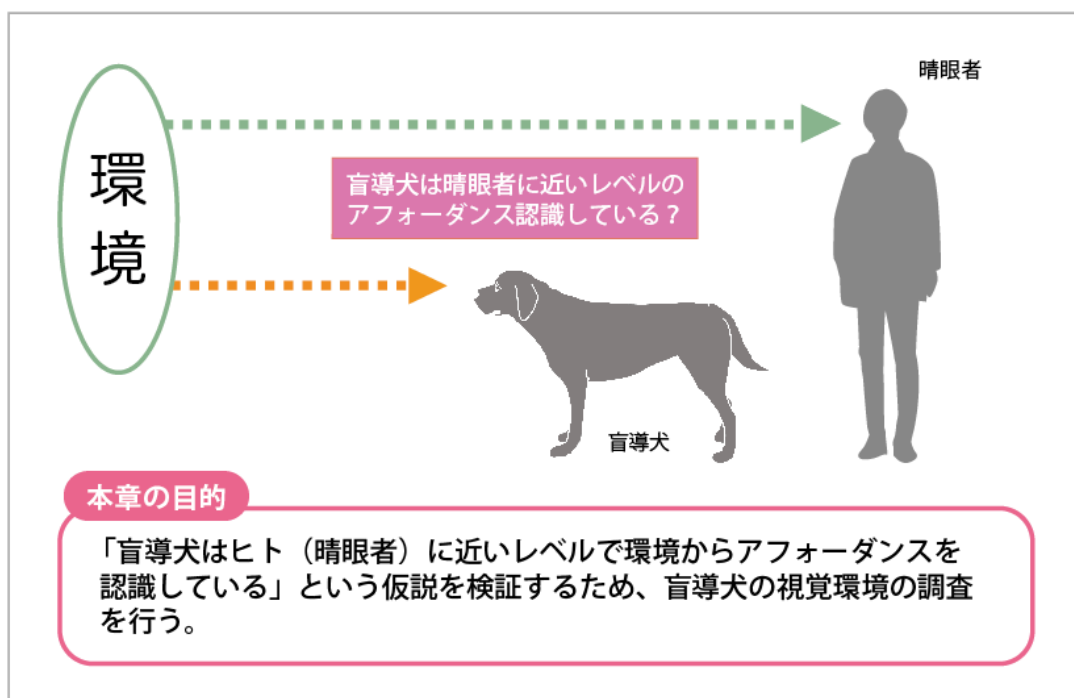 晴眼者
環
境
盲導犬は晴眼者に近いレベルの
アフォーダンス認識している？
盲導犬
本章の目的
「盲導犬はヒト（晴眼者）に近いレベルで環境からアフォーダンスを
認識している」という仮説を検証するため、盲導犬の視覚環境の調査
を行う。